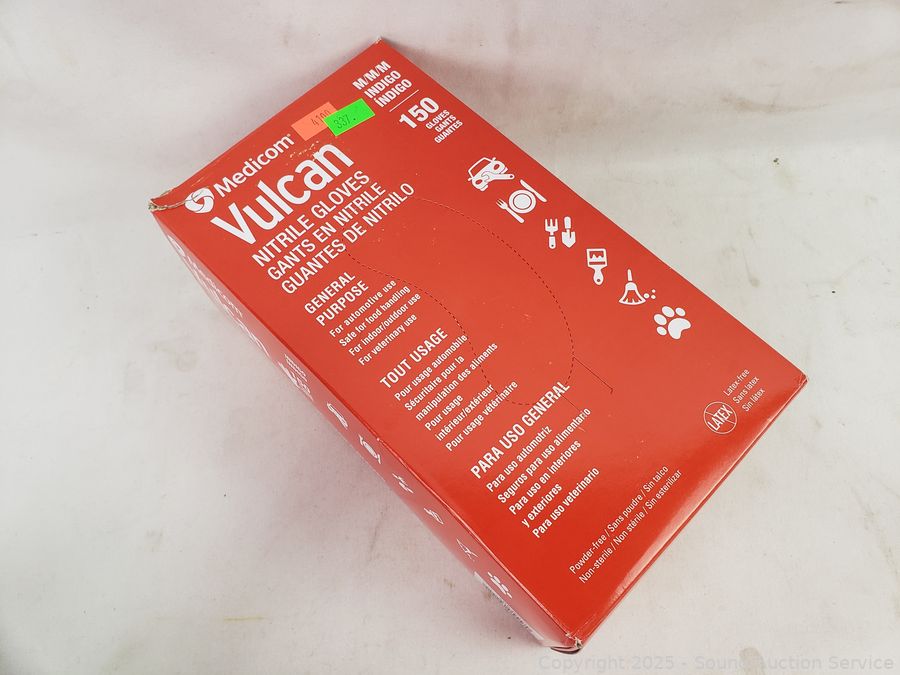 M/M/M
INDIGO
ÍNDIGO
150
GLOVES
GANTS
GUANTES
4100
337.
Medicom®
Vulcan
NITRILE GLOVES
GANTS EN NITRILE
GUANTES DE NITRILO
GENERAL
PURPOSE
For automotive use
Safe for food handling
For indoor/outdoor use
For veterinary use
TOUT USAGE
Pour usage automobile
Sécuritaire pour la
manipulation des aliments
Pour usage
intérieur/extérieur
Pour usage vétérinaire
PARA USO GENERAL
Para uso automotriz
Seguros para uso alimentario
Para uso en interiores
y exteriores
Para uso veterinario
LATEX
Latex-free
Sans latex
Sin látex
Powder-free / Sans poudre / Sin talco
Non-sterile / Non stérile / Sin esterilizar
Copyright 2025 - Sound Auction Service